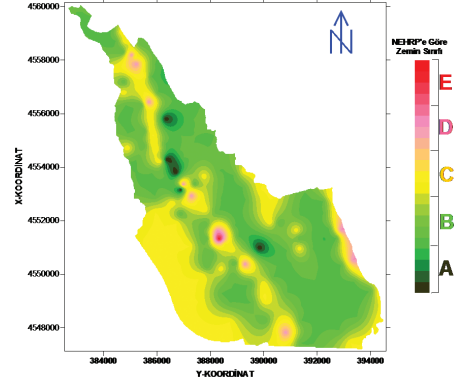 4560000
4558000
4556000
4554000
4552000
4550000
4548000
X-KOORDİNAT
384000 386000 388000 390000 392000 394000
Y-KOORDİNAT
N
NEHRP'e Göre
Zemin Sınıfı
E
D
C
B
A